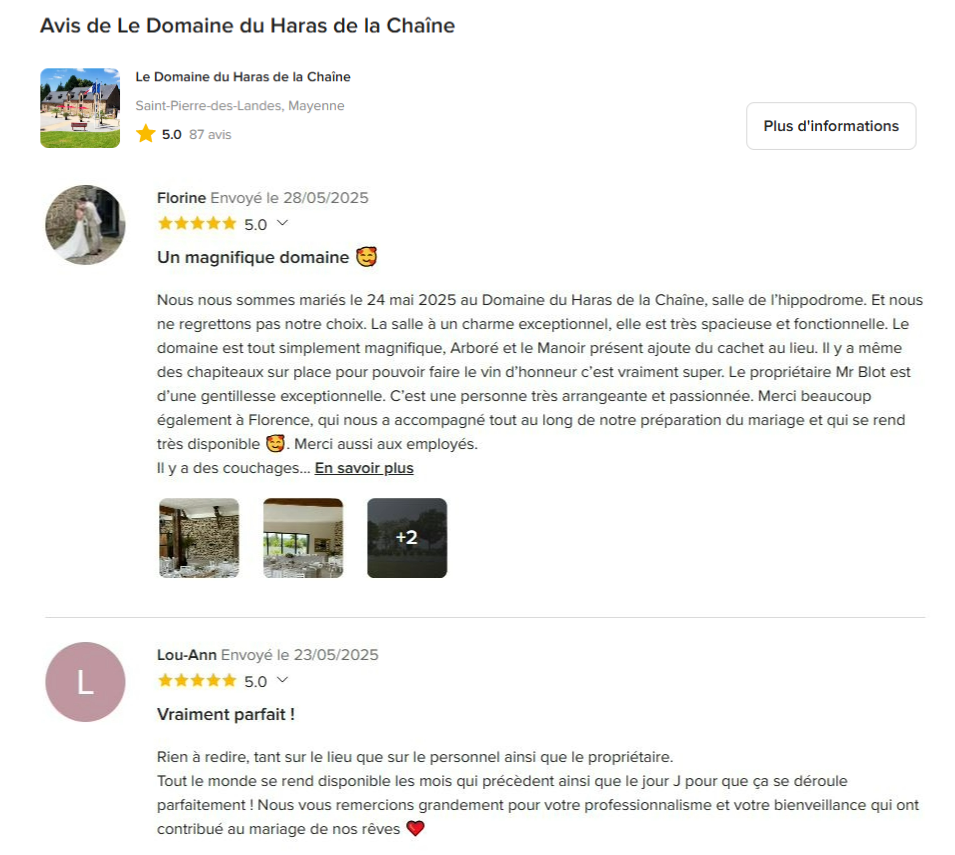 Avis de Le Domaine du Haras de la Chaîne
Le Domaine du Haras de la Chaîne
Saint-Pierre-des-Landes, Mayenne
5.0 87 avis
Plus d'informations
Florine Envoyé le 28/05/2025
5.0
Un magnifique domaine 🥰
Nous nous sommes mariés le 24 mai 2025 au Domaine du Haras de la Chaîne, salle de l’hippodrome. Et nous
ne regrettons pas notre choix. La salle à un charme exceptionnel, elle est très spacieuse et fonctionnelle. Le
domaine est tout simplement magnifique, Arboré et le Manoir présent ajoute du cachet au lieu. Il y a même
des chapiteaux sur place pour pouvoir faire le vin d’honneur c’est vraiment super. Le propriétaire Mr Blot est
d’une gentillesse exceptionnelle. C’est une personne très arrangeante et passionnée. Merci beaucoup
également à Florence, qui nous a accompagné tout au long de notre préparation du mariage et qui se rend
très disponible 🥰. Merci aussi aux employés.
Il y a des couchages... En savoir plus
+2
L
Lou-Ann Envoyé le 23/05/2025
5.0
Vraiment parfait !
Rien à redire, tant sur le lieu que sur le personnel ainsi que le propriétaire.
Tout le monde se rend disponible les mois qui précèdent ainsi que le jour J pour que ça se déroule
parfaitement ! Nous vous remercions grandement pour votre professionnalisme et votre bienveillance qui ont
contribué au mariage de nos rêves ❤️